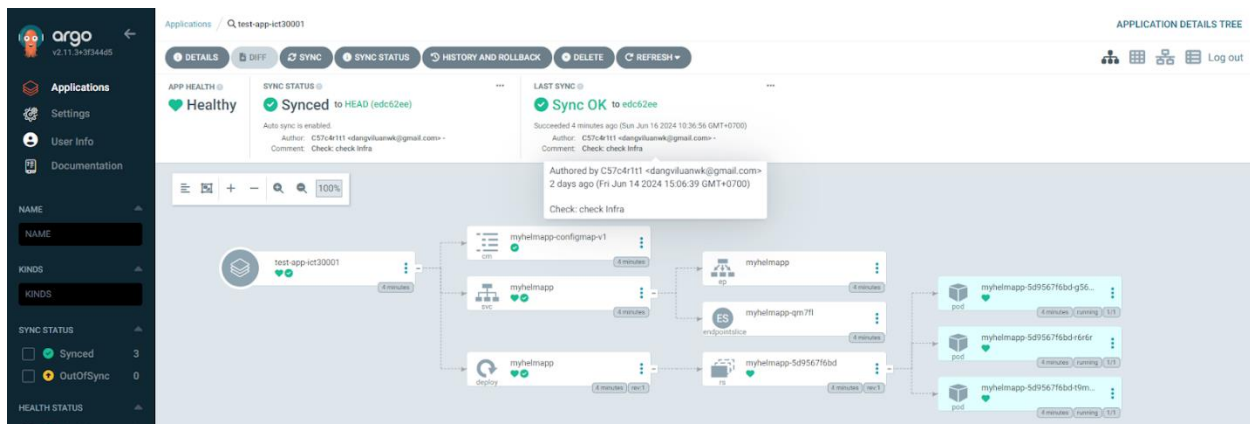 argo
v2.11.3+3f344d5
Applications
Settings
User Info
Documentation
NAME
NAME
KINDS
KINDS
SYNC STATUS
Synced 3
OutOfSync 0
HEALTH STATUS
Applications / test-app-ict30001
APPLICATION DETAILS TREE
DETAILS DIFF SYNC SYNC STATUS HISTORY AND ROLLBACK DELETE REFRESH
Log out
APP HEALTH
Healthy
SYNC STATUS
Synced to HEAD (edc62ee)
Auto sync is enabled.
Author: C57c4r1t1 <dangviluanwk@gmail.com> -
Comment: Check: check Infra
LAST SYNC
Sync OK to edc62ee
Succeeded 4 minutes ago (Sun Jun 16 2024 10:36:56 GMT+0700)
Author: C57c4r1t1 <dangviluanwk@gmail.com> -
Comment: Check: check Infra
Authored by C57c4r1t1 <dangviluanwk@gmail.com>
2 days ago (Fri Jun 14 2024 15:06:39 GMT+0700)
Check: check Infra
100%
test-app-ict30001
4 minutes
myhelmapp-configmap-v1
cm
4 minutes
myhelmapp
svc
4 minutes
myhelmapp
deploy
4 minutes rev:1
myhelmapp
ep
4 minutes
ES
myhelmapp-qm7fl
endpointslice
4 minutes
myhelmapp-5d9567f6bd
rs
4 minutes rev:1
myhelmapp-5d9567f6bd-g56...
pod
4 minutes running 1/1
myhelmapp-5d9567f6bd-r6r6r
pod
4 minutes running 1/1
myhelmapp-5d9567f6bd-t9m...
pod
4 minutes running 1/1